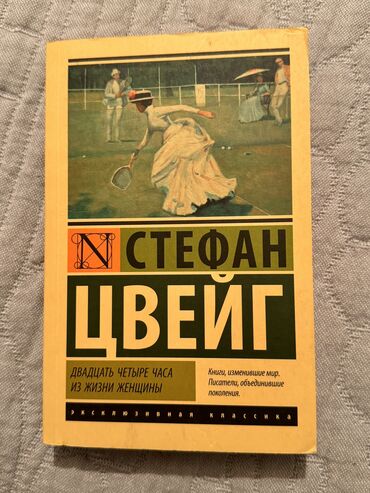 N
СТЕФАН
ЦВЕЙГ
ДВАДЦАТЬ ЧЕТЫРЕ ЧАСА
ИЗ ЖИЗНИ ЖЕНЩИНЫ
Книги, изменившие мир.
Писатели, объединившие
поколения.
эксклюзивная классика